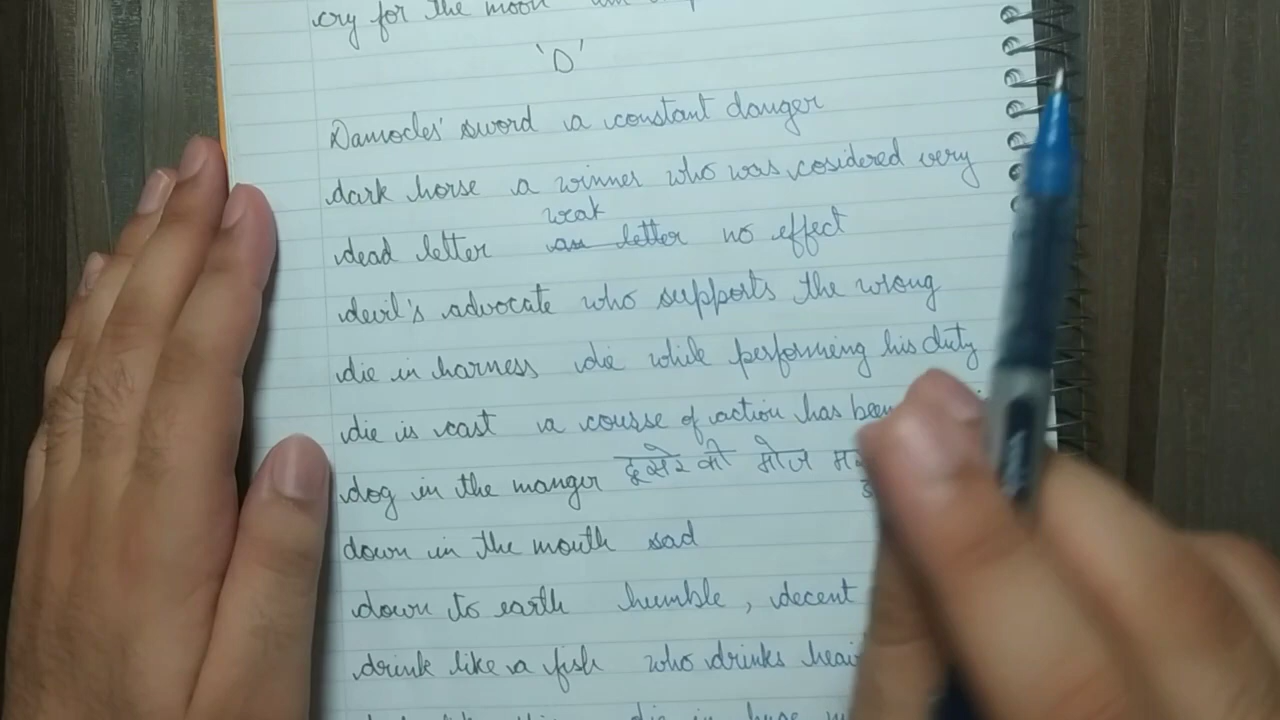 cry for the moon
'D'
Damocles' sword a constant danger
dark horse a winner who was cosidered very
weak
dead letter an letter no effect
devil's advocate who supports the wrong
die in harness die while performing his duty
die is cast a course of action has been
dog in the manger दूसरे की मौज
down in the mouth sad
down to earth humble, decent
drink like a fish who drinks